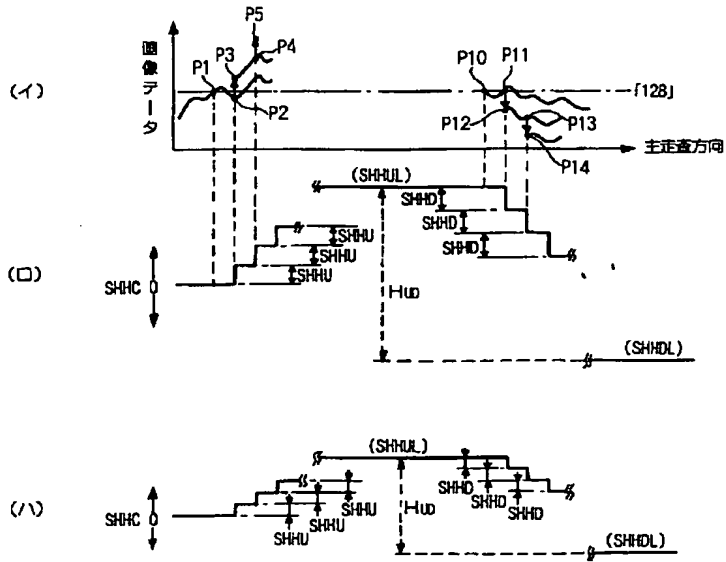 (イ)
画像データ
P1
P2
P3
P4
P5
P10
P11
P12
P13
P14
「128」
主走査方向
(ロ)
SHHC
0
SHHU
SHHU
SHHU
(SHHUL)
SHHD
SHHD
SHHD
HUD
(SHHDL)
(ハ)
SHHC
0
SHHU
SHHU
SHHU
(SHHUL)
SHHD
SHHD
SHHD
HUD
(SHHDL)